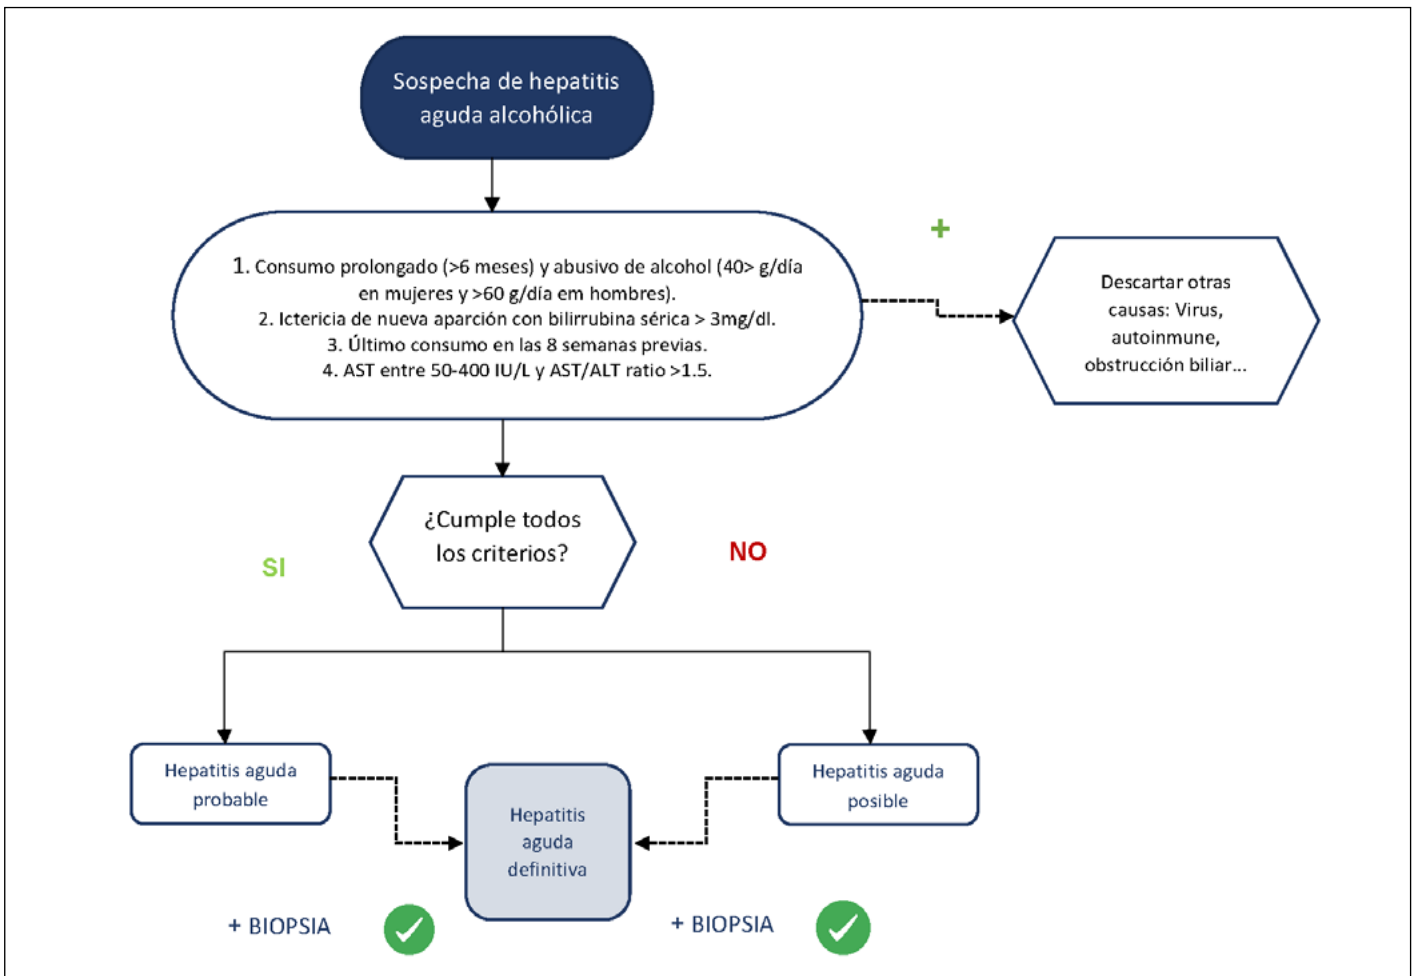 Sospecha de hepatitis
aguda alcohólica
+
1. Consumo prolongado (>6 meses) y abusivo de alcohol (40> g/día
en mujeres y >60 g/día em hombres).
2. Ictericia de nueva aparición con bilirrubina sérica > 3mg/dl.
3. Último consumo en las 8 semanas previas.
4. AST entre 50-400 IU/L y AST/ALT ratio >1.5.
Descartar otras
causas: Virus,
autoinmune,
obstrucción biliar...
¿Cumple todos
los criterios?
SI
NO
Hepatitis aguda
probable
Hepatitis
aguda
definitiva
Hepatitis aguda
posible
+ BIOPSIA
+ BIOPSIA